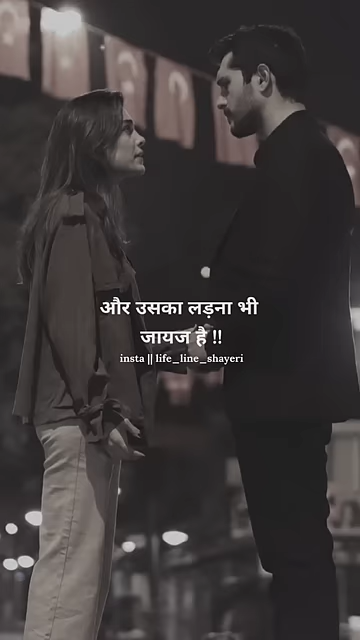 और उसका लड़ना भी
जायज है !!
insta || life_line_shayeri